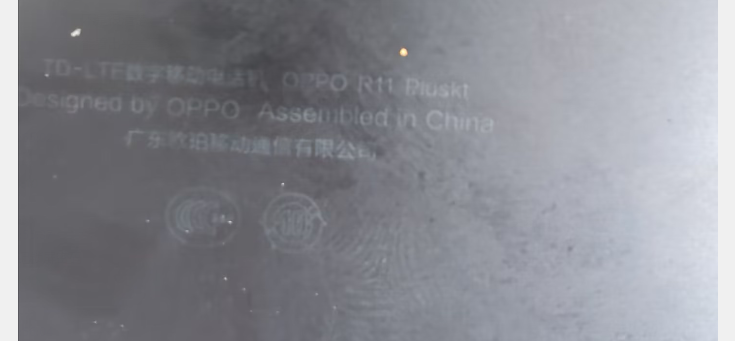 TD-LTE数字移动电话机 OPPO R11 Pluskt
Designed by OPPO Assembled in China
广东欧珀移动通信有限公司
CCC